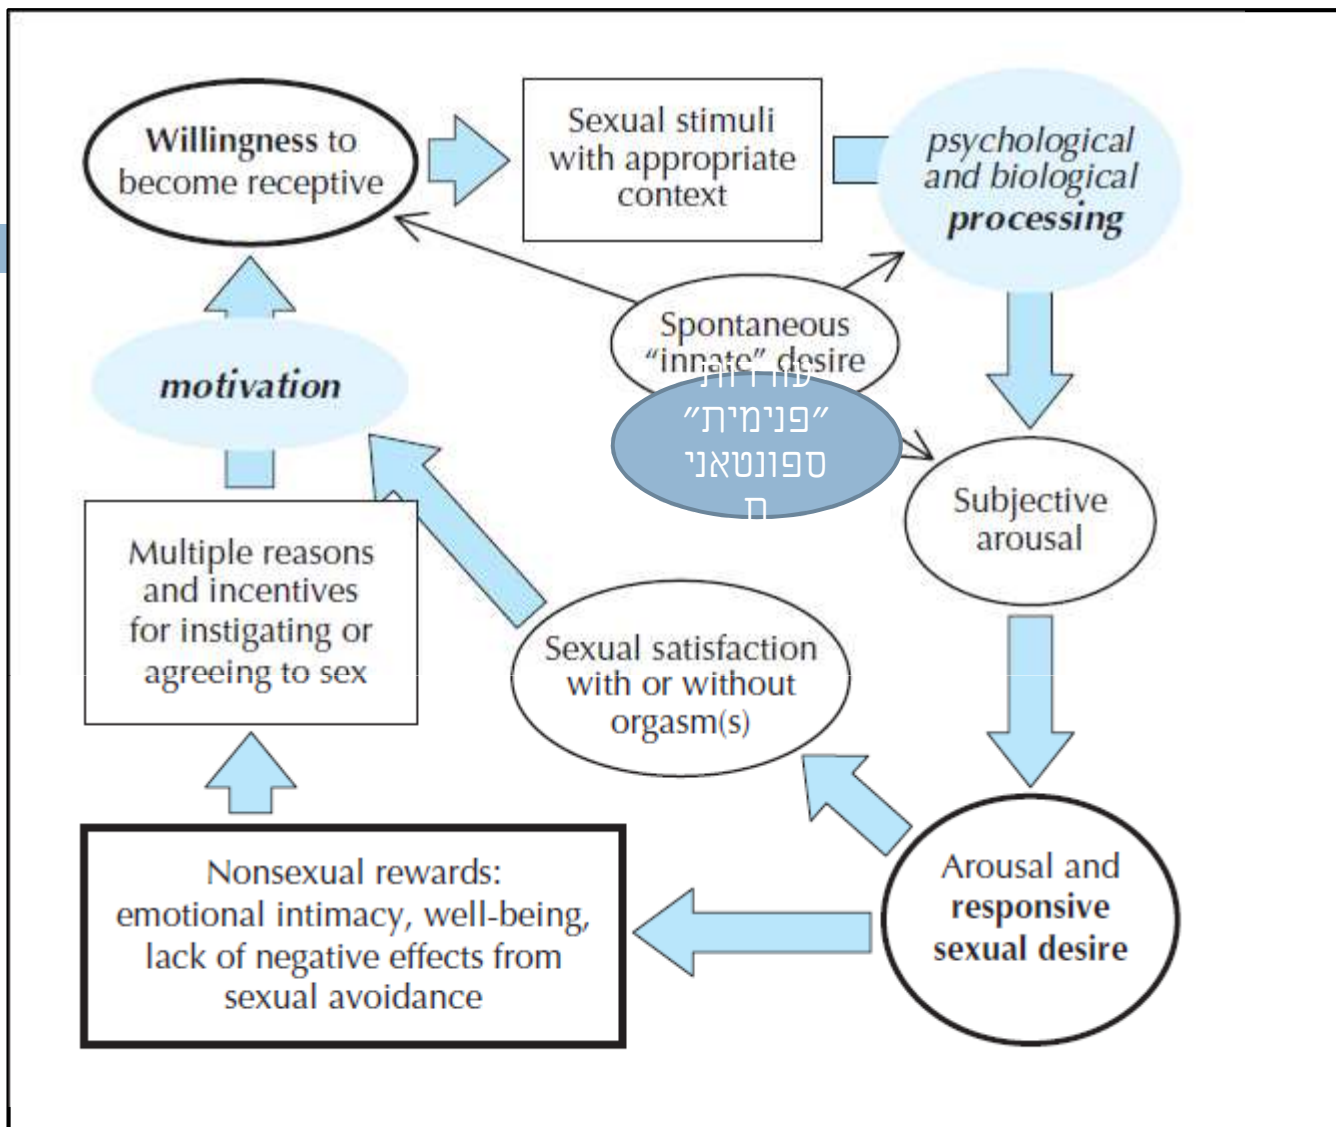 Willingness to
become receptive
Sexual stimuli
with appropriate
context
psychological
and biological
processing
Spontaneous
“innate” desire
״פנימית״
ספונטאני
ת
motivation
Subjective
arousal
Multiple reasons
and incentives
for instigating or
agreeing to sex
Sexual satisfaction
with or without
orgasm(s)
Arousal and
responsive
sexual desire
Nonsexual rewards:
emotional intimacy, well-being,
lack of negative effects from
sexual avoidance